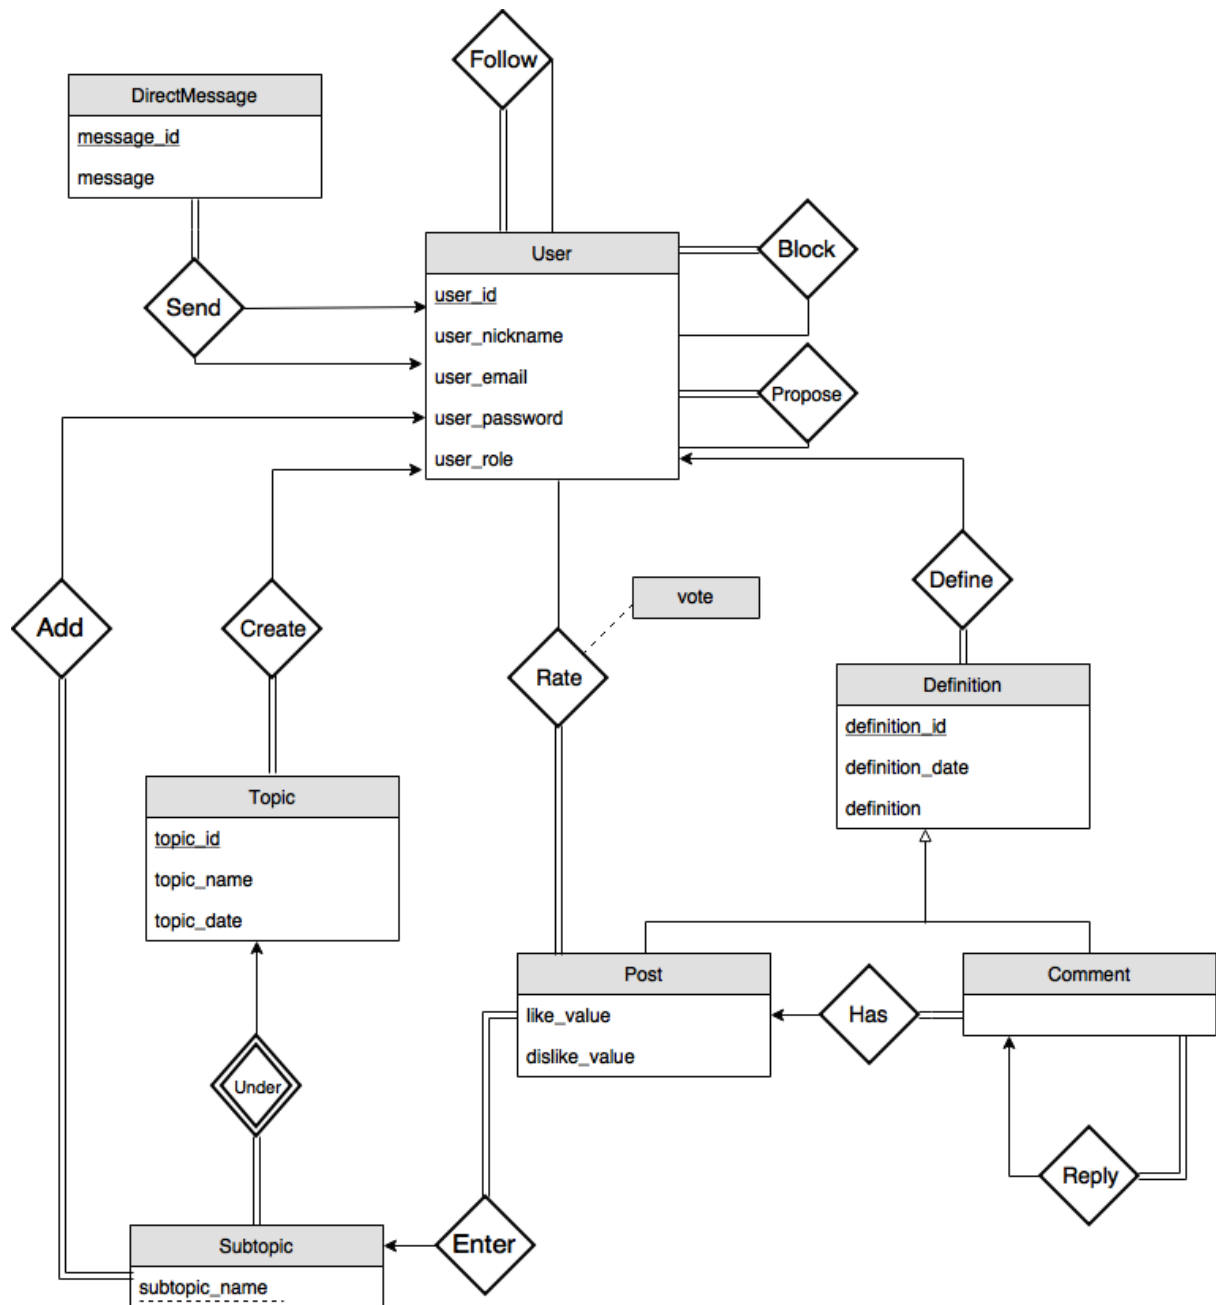 Follow
DirectMessage
message_id
message
User
user_id
user_nickname
user_email
user_password
user_role
Block
Send
Propose
Add
Create
vote
Define
Rate
Definition
definition_id
definition_date
definition
Topic
topic_id
topic_name
topic_date
Post
like_value
dislike_value
Has
Comment
Under
Reply
Subtopic
subtopic_name
Enter